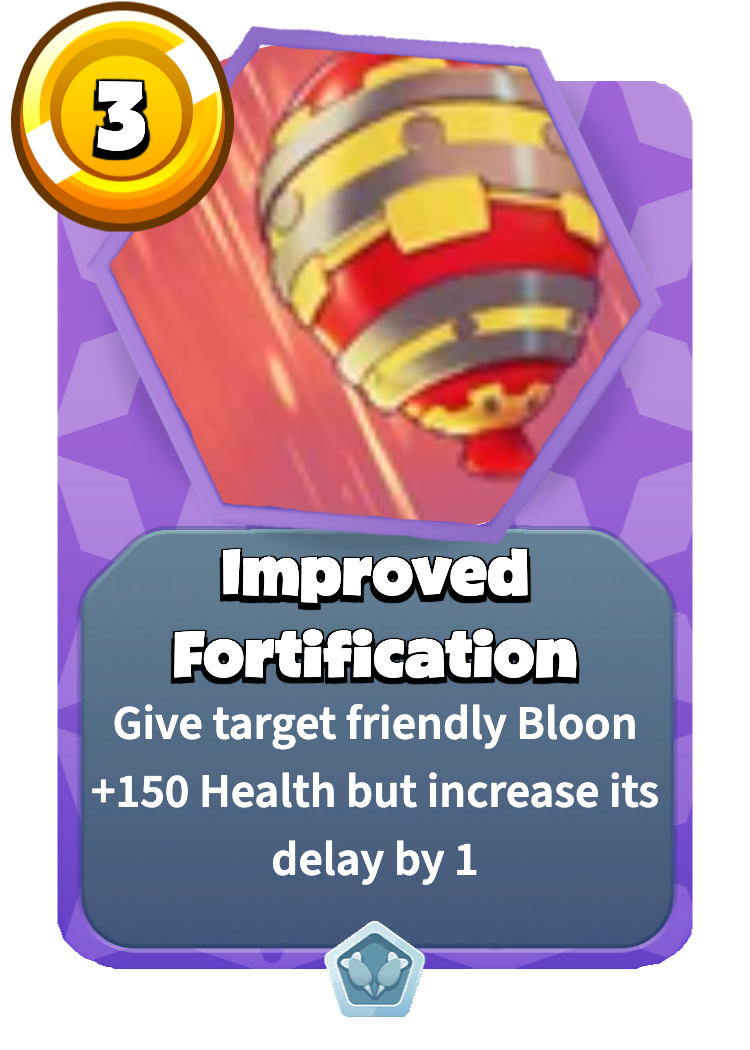 3
Improved
Fortification
Give target friendly Bloon
+150 Health but increase its
delay by 1